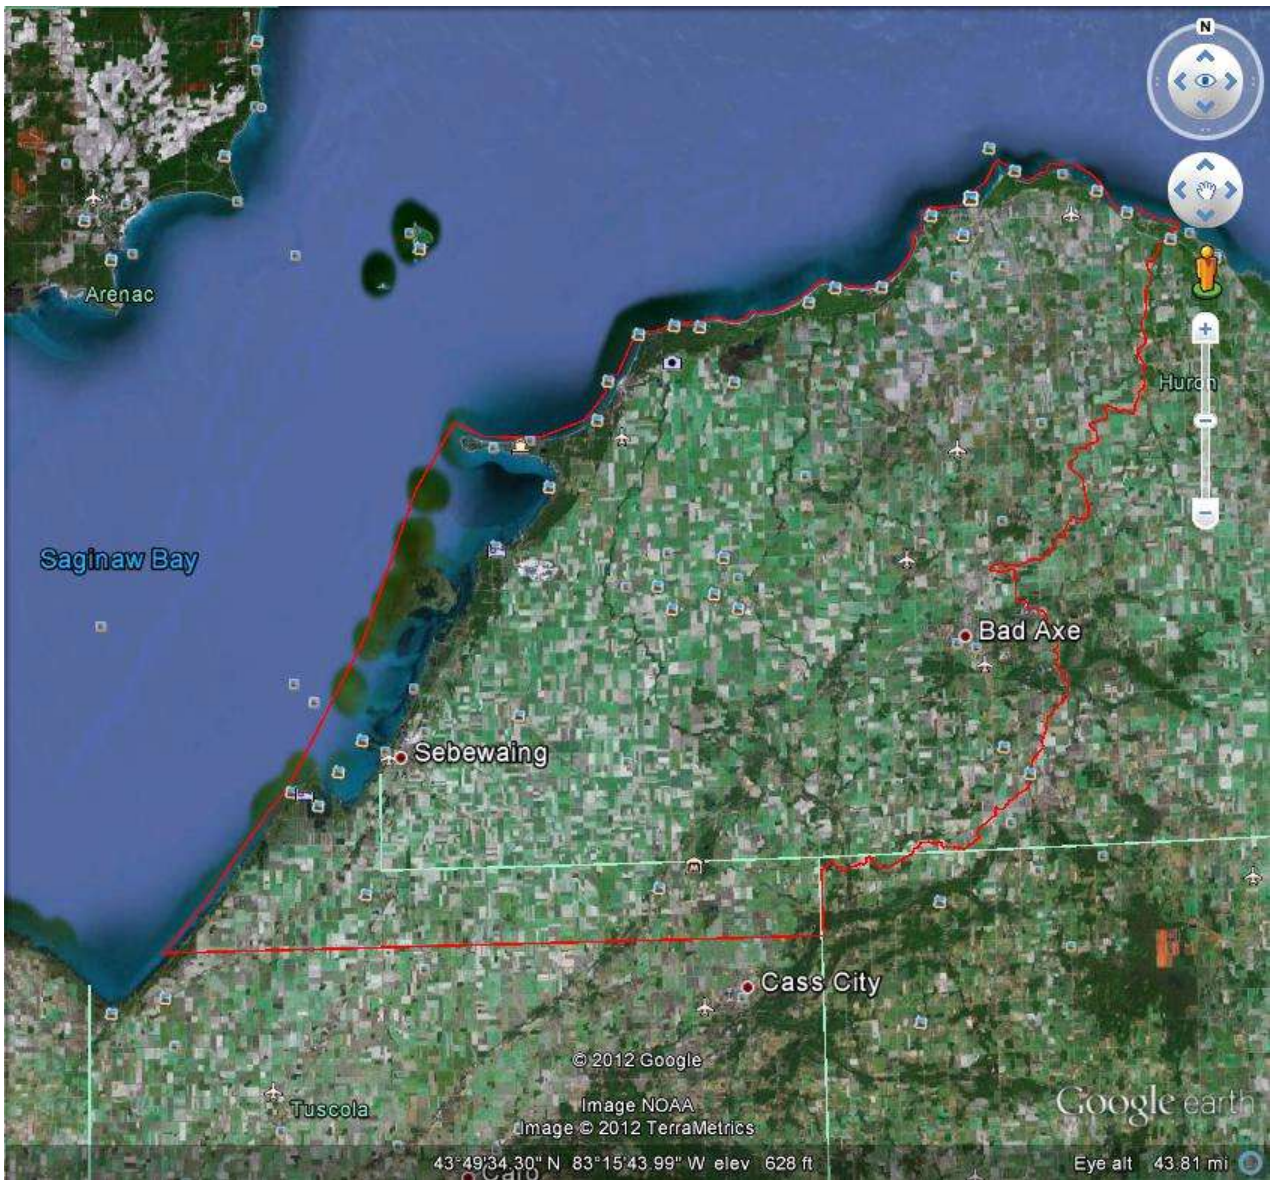 N
Arenac
Huron
Saginaw Bay
Bad Axe
Sebewaing
Cass City
© 2012 Google
Image NOAA
Image © 2012 TerraMetrics
Tuscola
Google earth
43°49'34.30" N 83°15'43.99" W elev 628 ft
Eye alt 43.81 mi
Caro